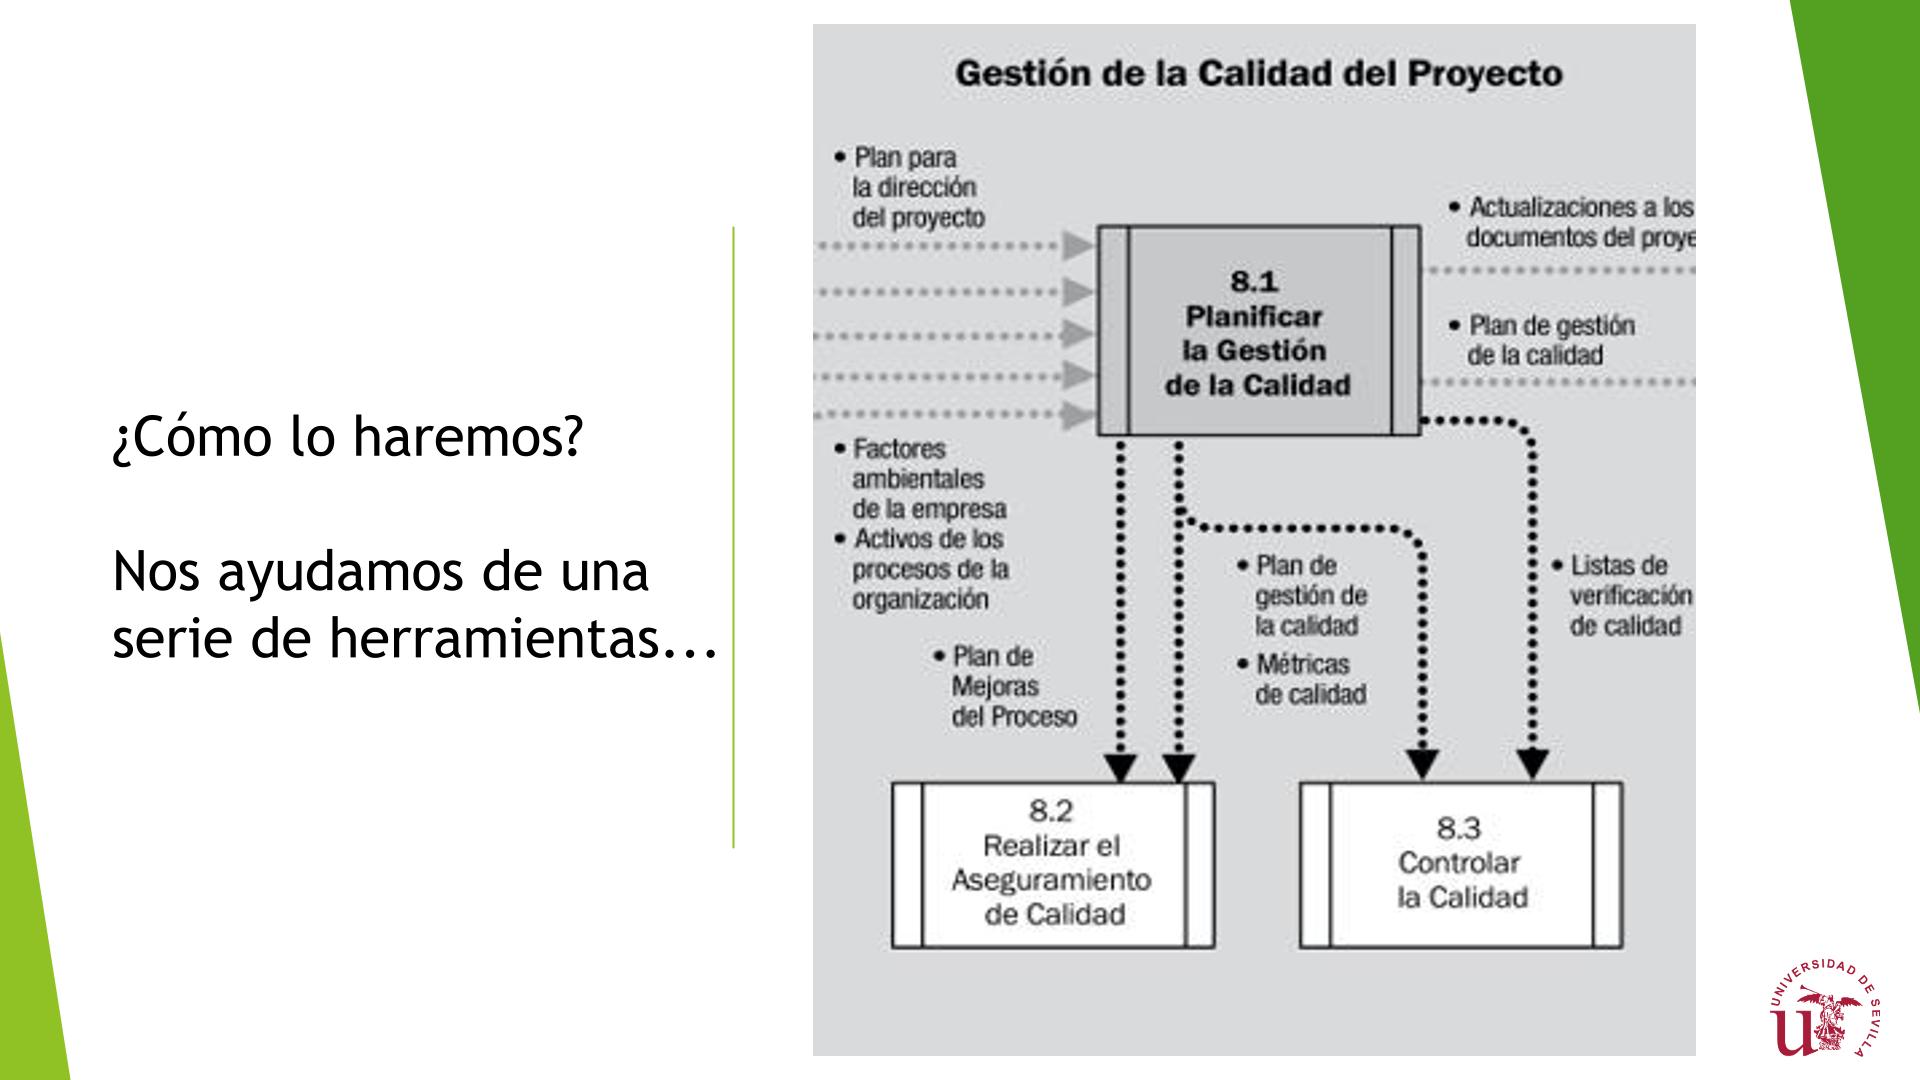 ¿Cómo lo haremos?
Nos ayudamos de una
serie de herramientas...
Gestión de la Calidad del Proyecto
• Plan para
la dirección
del proyecto
• Actualizaciones a los
documentos del proye
8.1
Planificar
la Gestión
de la Calidad
• Plan de gestión
de la calidad
• Factores
ambientales
de la empresa
• Activos de los
procesos de la
organización
• Plan de
Mejoras
del Proceso
• Plan de
gestión de
la calidad
• Métricas
de calidad
• Listas de
verificación
de calidad
8.2
Realizar el
Aseguramiento
de Calidad
8.3
Controlar
la Calidad
UNIVERSIDAD DE SEVILLA